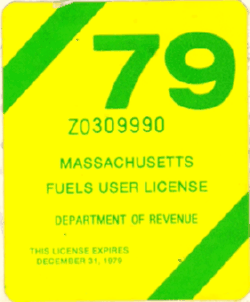 79
Z0309990
MASSACHUSETTS
FUELS USER LICENSE
DEPARTMENT OF REVENUE
THIS LICENSE EXPIRES
DECEMBER 31, 1979